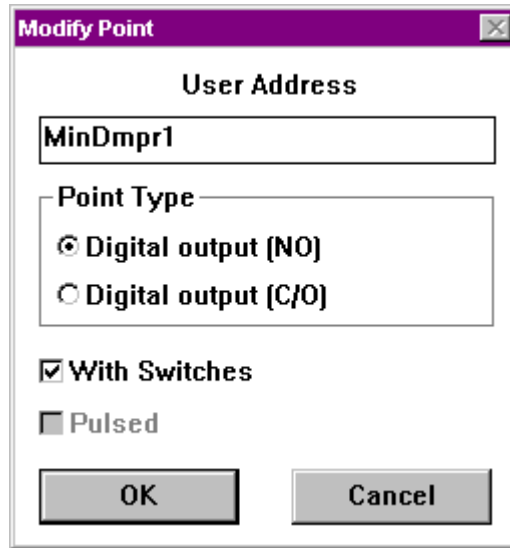 Modify Point
User Address
MinDmpr1
Point Type
Digital output (NO)
Digital output (C/O)
With Switches
Pulsed
OK Cancel